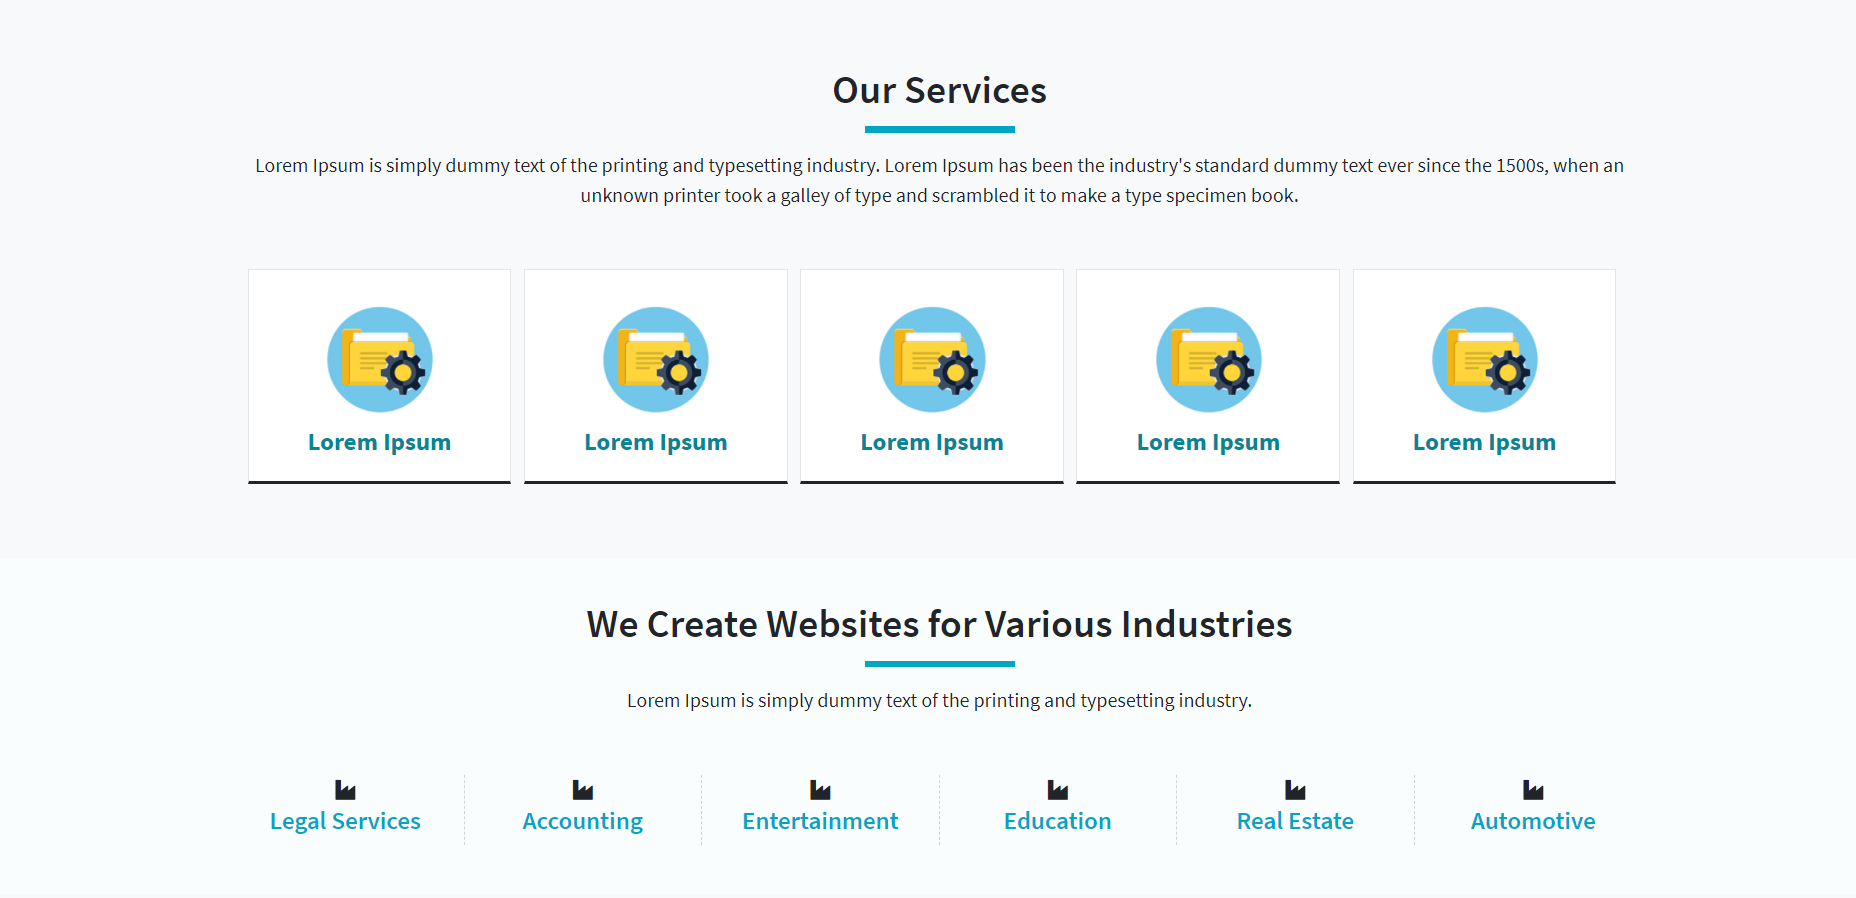 Our Services
Lorem Ipsum is simply dummy text of the printing and typesetting industry. Lorem Ipsum has been the industry's standard dummy text ever since the 1500s, when an
unknown printer took a galley of type and scrambled it to make a type specimen book.
Lorem Ipsum Lorem Ipsum Lorem Ipsum Lorem Ipsum Lorem Ipsum
We Create Websites for Various Industries
Lorem Ipsum is simply dummy text of the printing and typesetting industry.
Legal Services Accounting Entertainment Education Real Estate Automotive